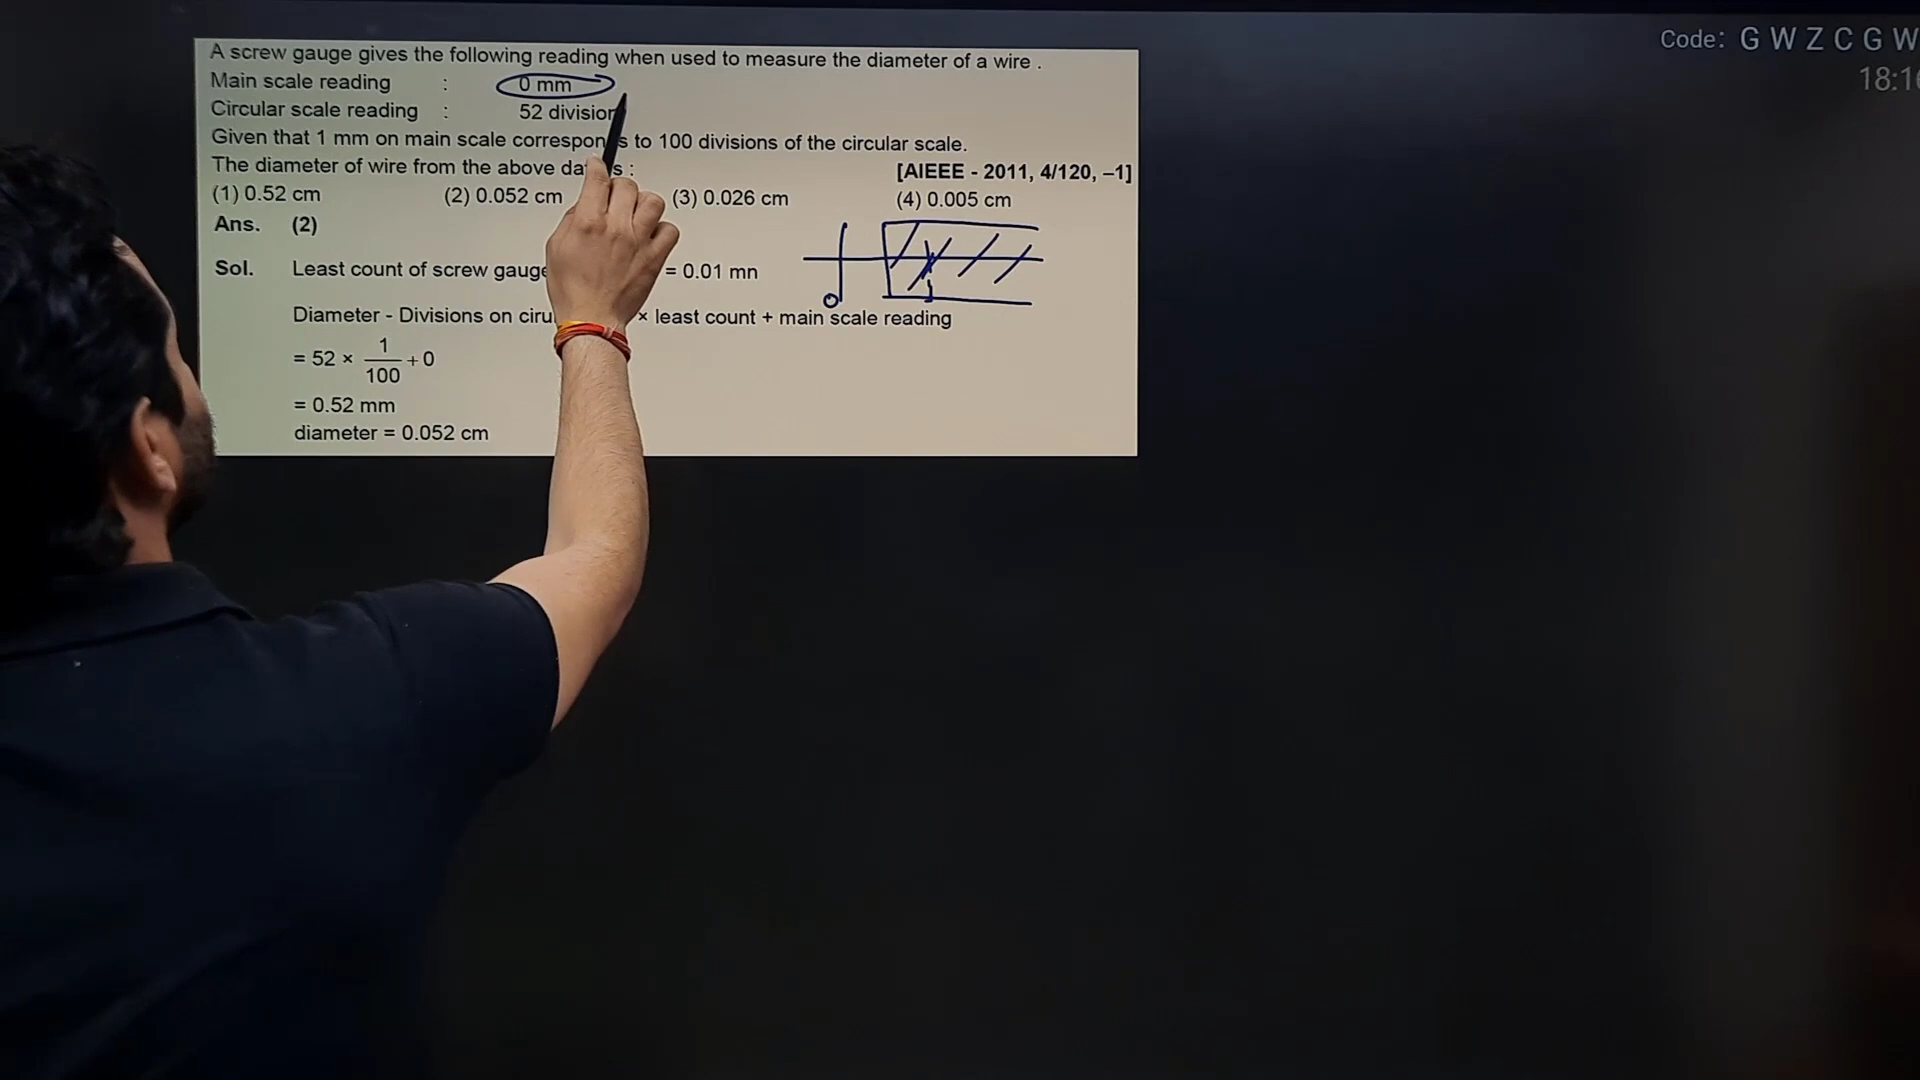 Code: G W Z C G W
18:1
A screw gauge gives the following reading when used to measure the diameter of a wire .
Main scale reading : 0 mm
Circular scale reading : 52 division
Given that 1 mm on main scale correspon s to 100 divisions of the circular scale.
The diameter of wire from the above da s :
[AIEEE - 2011, 4/120, –1]
(1) 0.52 cm (2) 0.052 cm (3) 0.026 cm (4) 0.005 cm
Ans. (2)
Sol. Least count of screw gauge = 0.01 mn
Diameter - Divisions on ciru × least count + main scale reading
= 52 × 1/100 + 0
= 0.52 mm
diameter = 0.052 cm
0 1